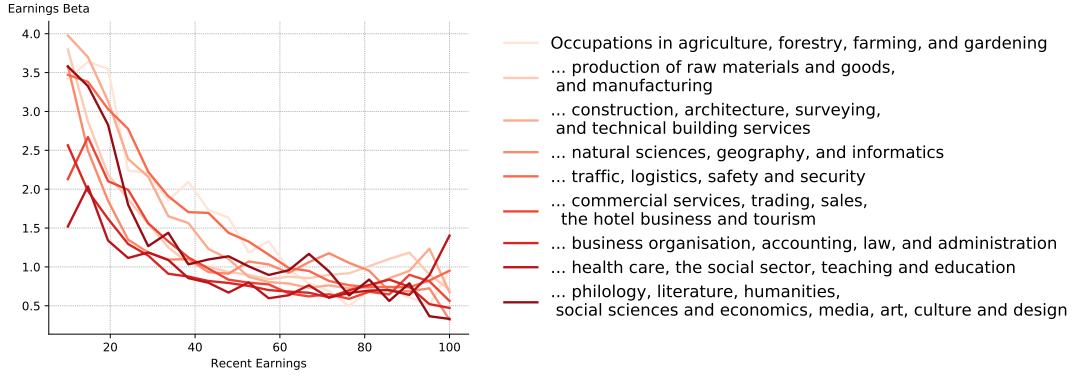 Earnings Beta
4.0
3.5
3.0
2.5
2.0
1.5
1.0
0.5
20
40
60
80
100
Recent Earnings
Occupations in agriculture, forestry, farming, and gardening
... production of raw materials and goods,
and manufacturing
... construction, architecture, surveying,
and technical building services
... natural sciences, geography, and informatics
... traffic, logistics, safety and security
... commercial services, trading, sales,
the hotel business and tourism
... business organisation, accounting, law, and administration
... health care, the social sector, teaching and education
... philology, literature, humanities,
social sciences and economics, media, art, culture and design